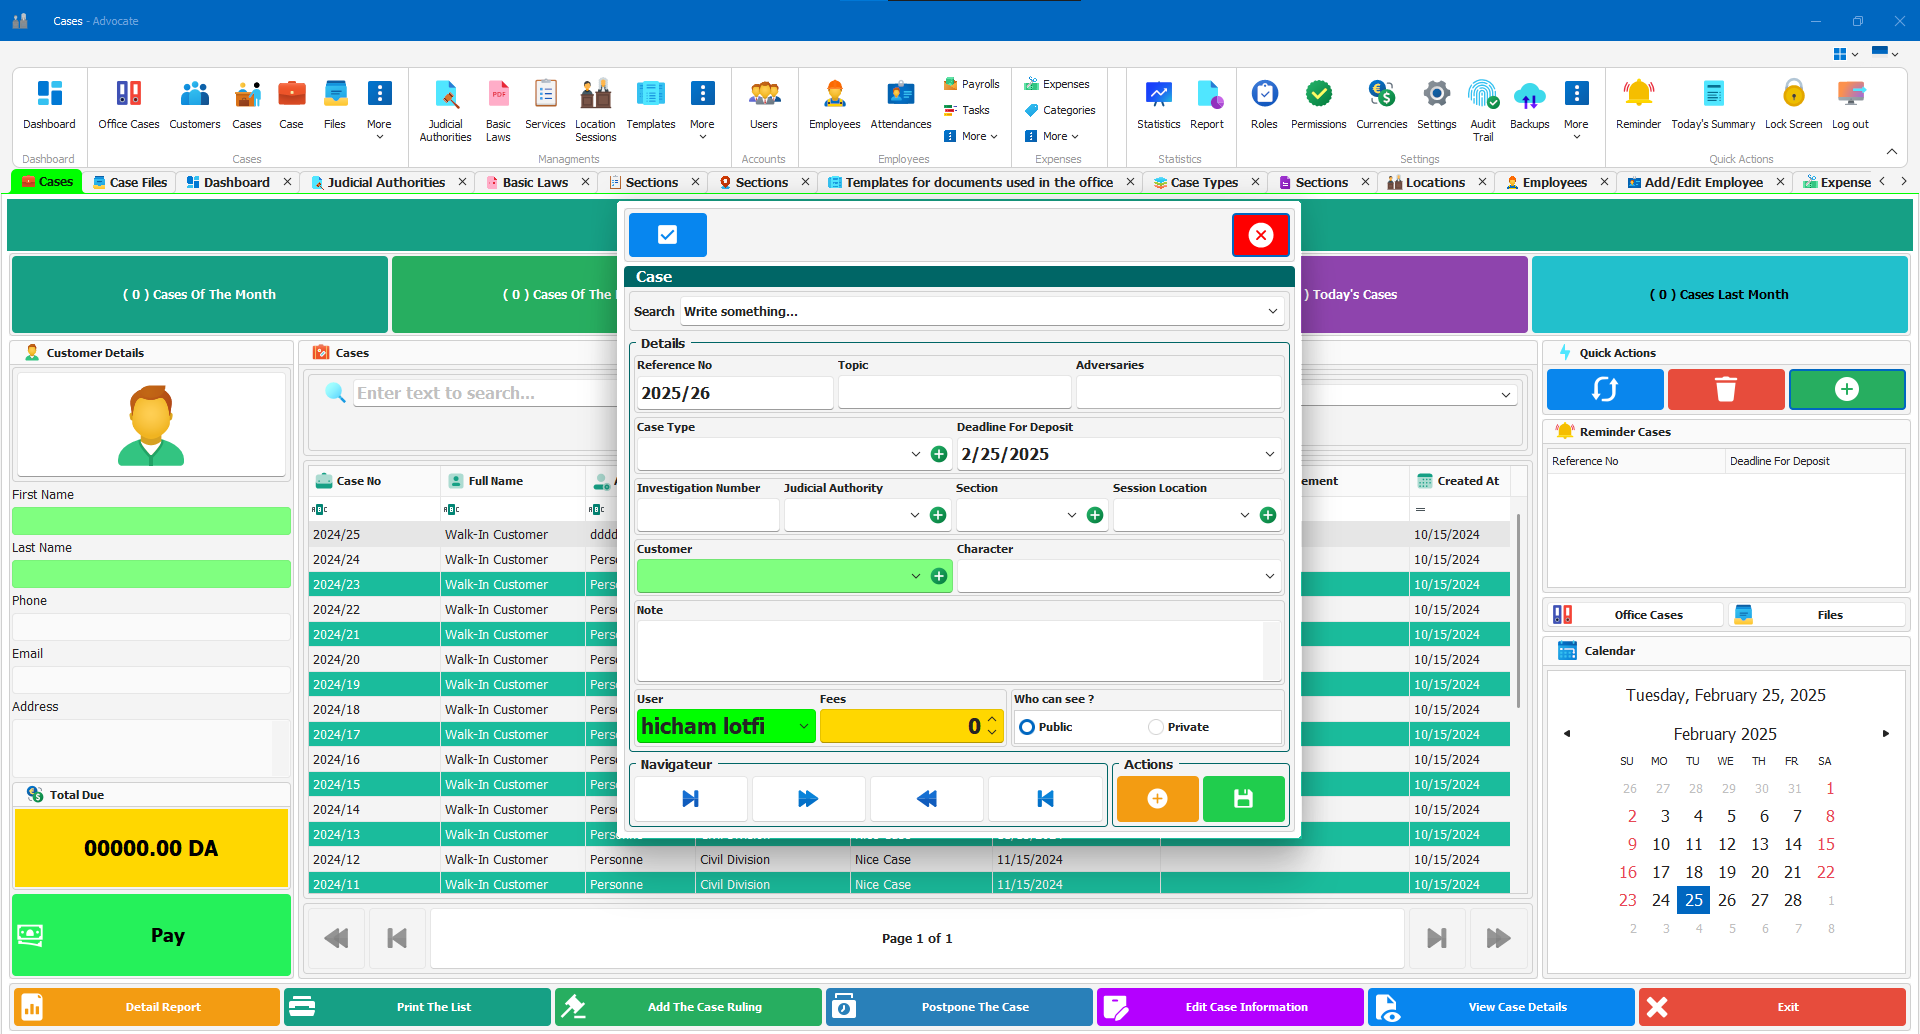 Cases - Advocate
Dashboard
Office Cases
Customers
Cases
Case
Files
More
Judicial Authorities
Basic Laws
Services
Location Sessions
Templates
More
Users
Employees
Attendances
Payrolls
Tasks
More
Expenses
Categories
More
Statistics
Report
Roles
Permissions
Currencies
Settings
Audit Trail
Backups
More
Reminder
Today's Summary
Lock Screen
Log out
Dashboard
Cases
Managments
Accounts
Employees
Expenses
Statistics
Settings
Quick Actions
Cases
Case Files
Dashboard
Judicial Authorities
Basic Laws
Sections
Sections
Templates for documents used in the office
Case Types
Sections
Locations
Employees
Add/Edit Employee
Expense
( 0 ) Cases Of The Month
( 0 ) Cases Of The
) Today's Cases
( 0 ) Cases Last Month
Customer Details
First Name
Last Name
Phone
Email
Address
Total Due
00000.00 DA
Pay
Cases
Enter text to search...
Case No
Full Name
A
ement
Created At
2024/25 Walk-In Customer dddd 10/15/2024
2024/24 Walk-In Customer Pers 10/15/2024
2024/23 Walk-In Customer Pers 10/15/2024
2024/22 Walk-In Customer Pers 10/15/2024
2024/21 Walk-In Customer Pers 10/15/2024
2024/20 Walk-In Customer Pers 10/15/2024
2024/19 Walk-In Customer Pers 10/15/2024
2024/18 Walk-In Customer Pers 10/15/2024
2024/17 Walk-In Customer Pers 10/15/2024
2024/16 Walk-In Customer Pers 10/15/2024
2024/15 Walk-In Customer Pers 10/15/2024
2024/14 Walk-In Customer Pers 10/15/2024
2024/13 Walk-In Customer Personne Civil Division Nice Case 10/15/2024
2024/12 Walk-In Customer Personne Civil Division Nice Case 11/15/2024 10/15/2024
2024/11 Walk-In Customer Personne Civil Division Nice Case 11/15/2024 10/15/2024
Page 1 of 1
Case
Search Write something...
Details
Reference No
Topic
Adversaries
2025/26
Case Type
Deadline For Deposit
2/25/2025
Investigation Number
Judicial Authority
Section
Session Location
Customer
Character
Note
User
Fees
Who can see ?
hicham lotfi
0
Public
Private
Navigateur
Actions
Quick Actions
Reminder Cases
Reference No
Deadline For Deposit
Office Cases
Files
Calendar
Tuesday, February 25, 2025
February 2025
SU MO TU WE TH FR SA
26 27 28 29 30 31 1
2 3 4 5 6 7 8
9 10 11 12 13 14 15
16 17 18 19 20 21 22
23 24 25 26 27 28 1
2 3 4 5 6 7 8
Detail Report
Print The List
Add The Case Ruling
Postpone The Case
Edit Case Information
View Case Details
Exit